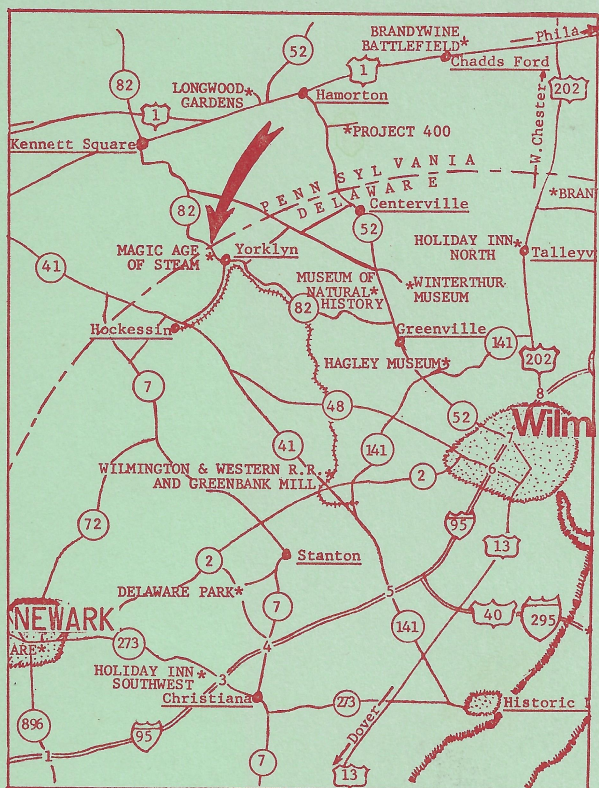 BRANDYWINE
BATTLEFIELD*
Phila
52
1
Chadds Ford
82
LONGWOOD
GARDENS*
202
1
Hamorton
W.Chester
*PROJECT 400
Kennett Square
PENNSYLVANIA
DELAWARE
*BRAN
82
Centerville
52
MAGIC AGE
OF STEAM*
Yorklyn
HOLIDAY INN*
NORTH
Talleyv
41
MUSEUM OF
NATURAL*
HISTORY
*WINTERTHUR
MUSEUM
82
Hockessin
Greenville
141
202
HAGLEY MUSEUM*
7
8
48
52
Wilm
7
41
141
6
WILMINGTON & WESTERN R.R.*
AND GREENBANK MILL
2
72
95
13
2
Stanton
DELAWARE PARK*
5
7
40
295
NEWARK
141
ARE*
273
4
HOLIDAY INN*
SOUTHWEST
3
Christiana
273
Historic
896
95
Dover
1
7
13